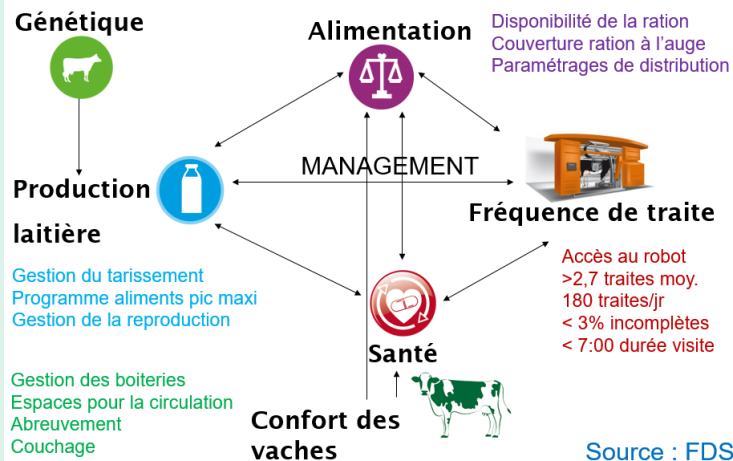 Génétique
Alimentation
Disponibilité de la ration
Couverture ration à l'auge
Paramétrages de distribution
MANAGEMENT
Production
laitière
Fréquence de traite
Gestion du tarissement
Programme aliments pic maxi
Gestion de la reproduction
Accès au robot
>2,7 traites moy.
180 traites/jr
< 3% incomplètes
< 7:00 durée visite
Santé
Gestion des boiteries
Espaces pour la circulation
Abreuvement
Couchage
Confort des
vaches
Source : FDS